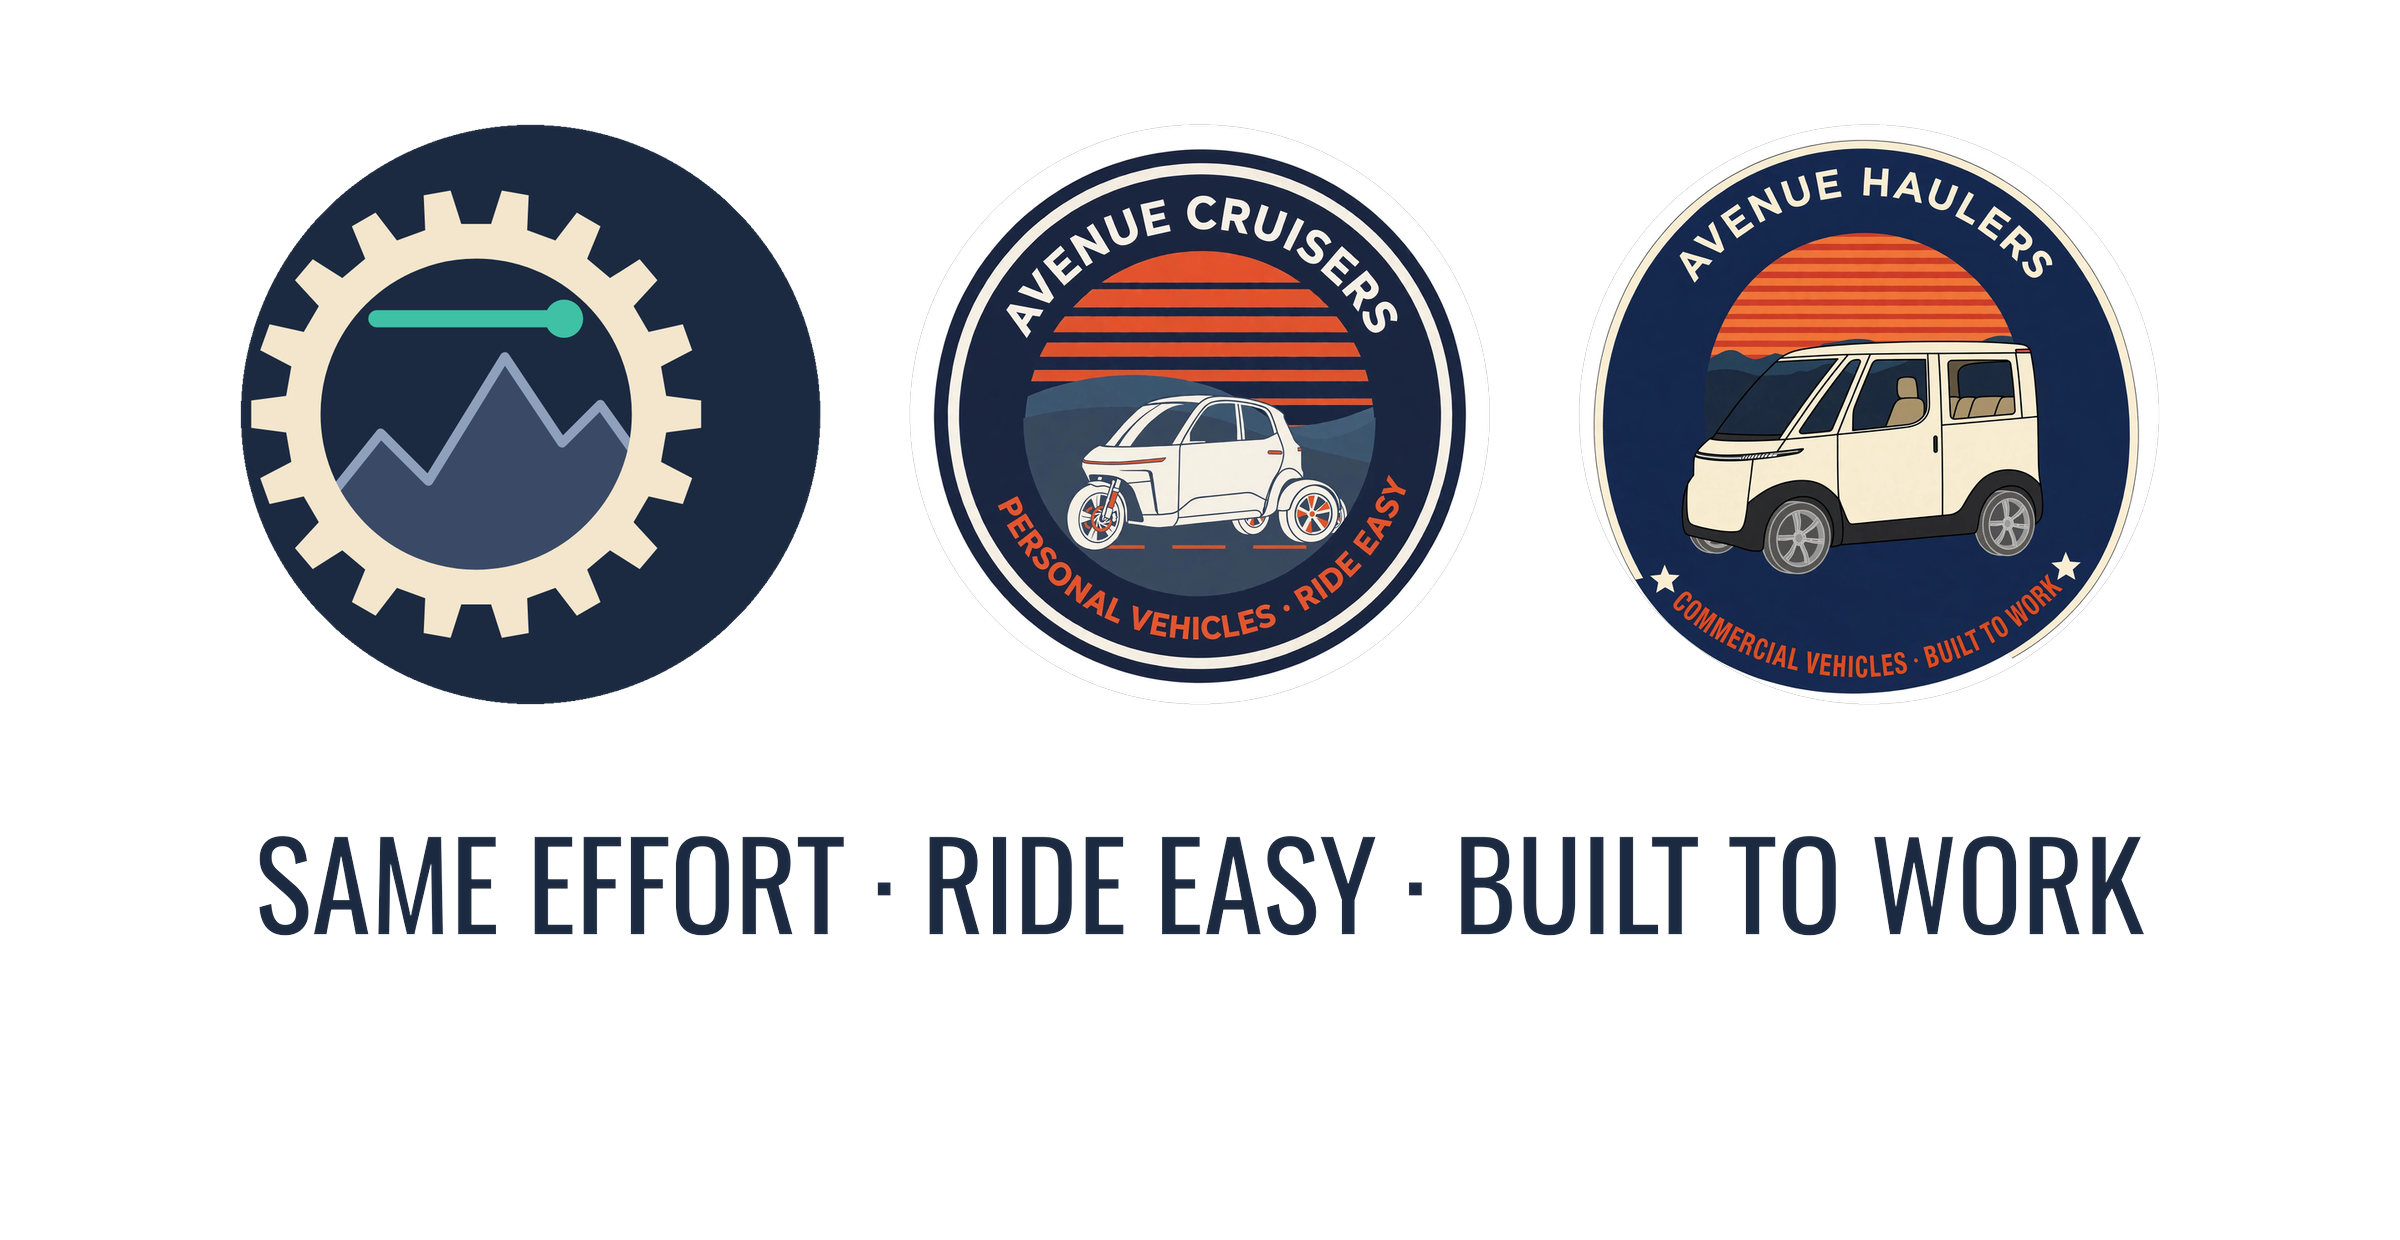 AVENUE CRUISERS
PERSONAL VEHICLES · RIDE EASY
AVENUE HAULERS
COMMERCIAL VEHICLES · BUILT TO WORK
SAME EFFORT · RIDE EASY · BUILT TO WORK